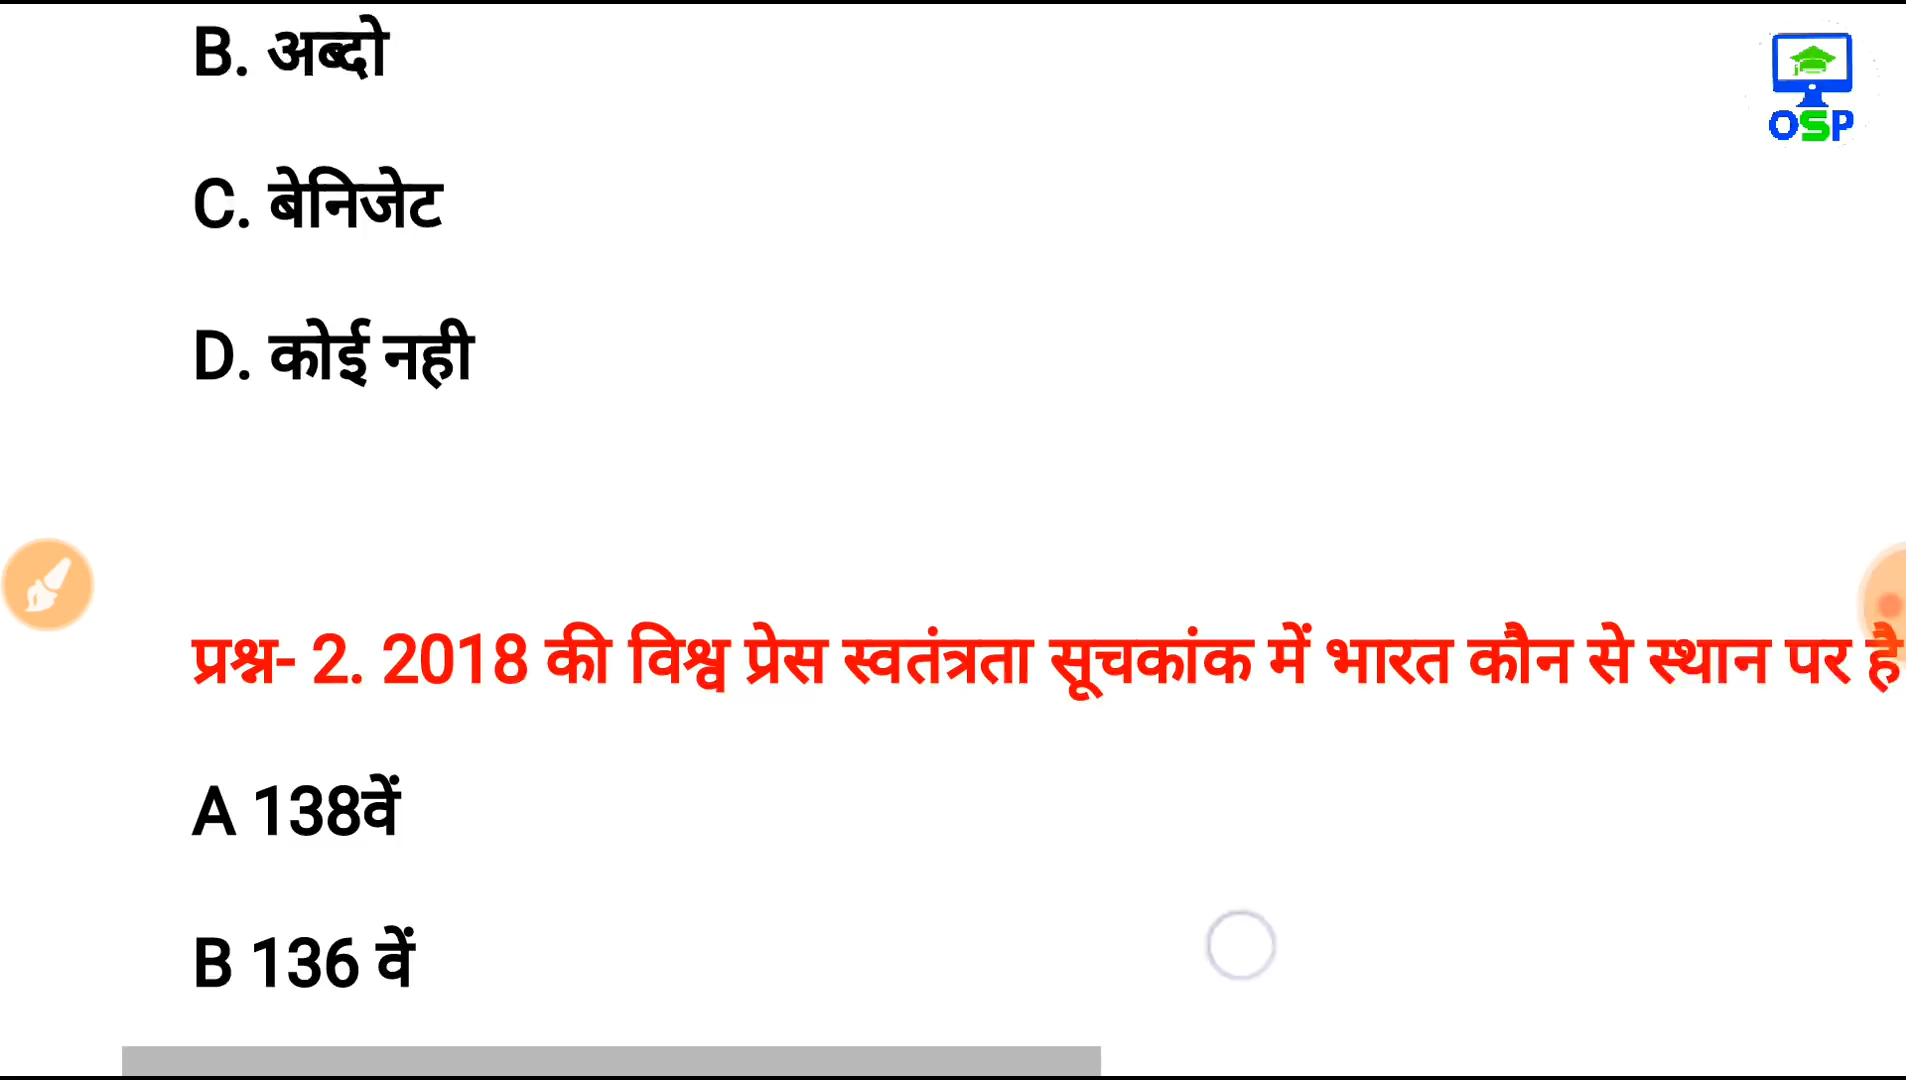 B. अब्दो
OSP
C. बेनिजेट
D. कोई नही
प्रश्न- 2. 2018 की विश्व प्रेस स्वतंत्रता सूचकांक में भारत कौन से स्थान पर है
A 138वें
B 136 वें